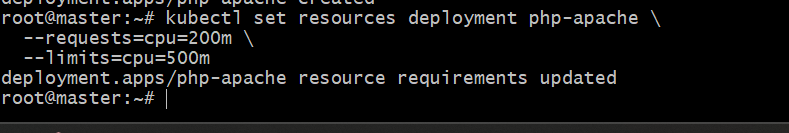 deployment.apps/php-apache created
root@master:~# kubectl set resources deployment php-apache \
  --requests=cpu=200m \
  --limits=cpu=500m
deployment.apps/php-apache resource requirements updated
root@master:~#